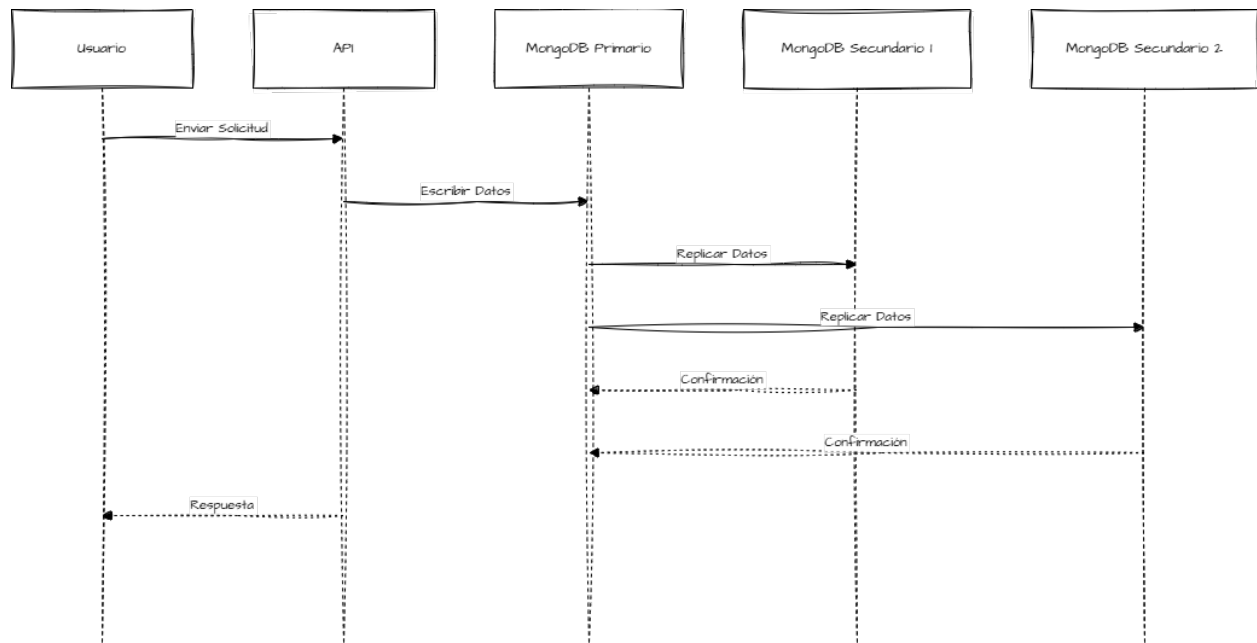 Usuario
API
MongoDB Primario
MongoDB Secundario 1
MongoDB Secundario 2
Enviar Solicitud
Escribir Datos
Replicar Datos
Replicar Datos
Confirmación
Confirmación
Respuesta